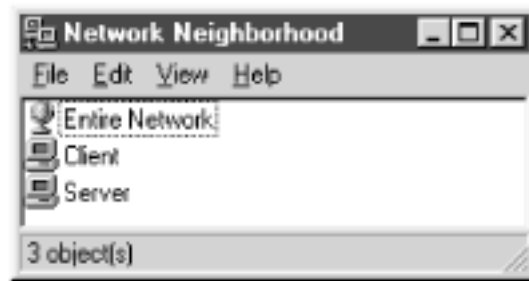 Network Neighborhood
File Edit View Help
Entire Network
Client
Server
3 object(s)